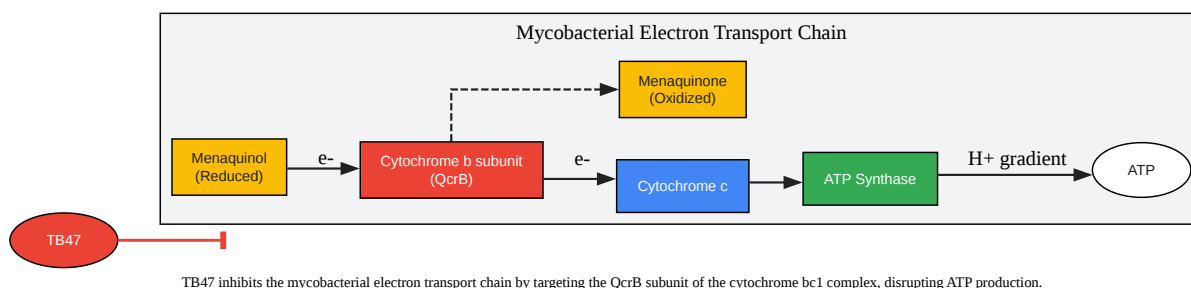 Mycobacterial Electron Transport Chain
Menaquinone
(Oxidized)
Menaquinol
(Reduced)
e-
Cytochrome b subunit
(QcrB)
e-
Cytochrome c
ATP Synthase
H+ gradient
ATP
TB47
TB47 inhibits the mycobacterial electron transport chain by targeting the QcrB subunit of the cytochrome bc1 complex, disrupting ATP production.